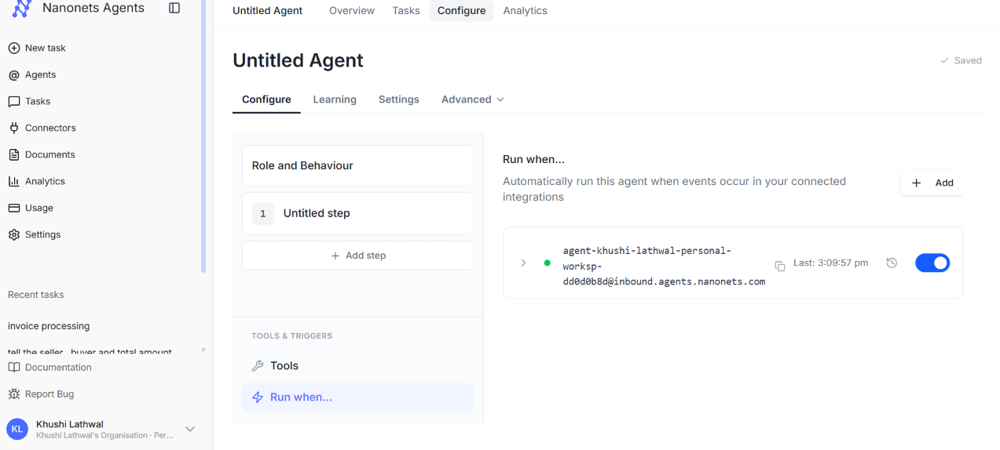 Nanonets Agents
New task
Agents
Tasks
Connectors
Documents
Analytics
Usage
Settings
Recent tasks
invoice processing
tell the seller, buyer and total amount
Documentation
Report Bug
KL
Khushi Lathwal
Khushi Lathwal's Organisation · Per...
Untitled Agent
Overview
Tasks
Configure
Analytics
Untitled Agent
Saved
Configure
Learning
Settings
Advanced
Role and Behaviour
1 Untitled step
Add step
TOOLS & TRIGGERS
Tools
Run when...
Run when...
Automatically run this agent when events occur in your connected
integrations
Add
agent-khushi-lathwal-personal-
worksp-
dd0d0b8d@inbound.agents.nanonets.com
Last: 3:09:57 pm